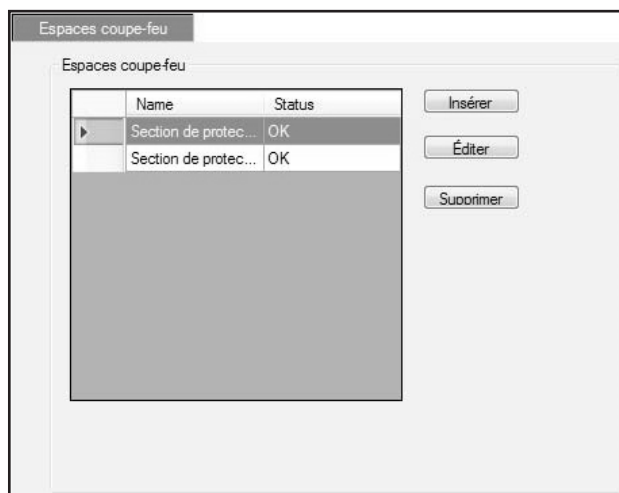 Espaces coupe-feu
Espaces coupe-feu
Name Status
Section de protec... OK
Section de protec... OK
Insérer
Éditer
Supprimer